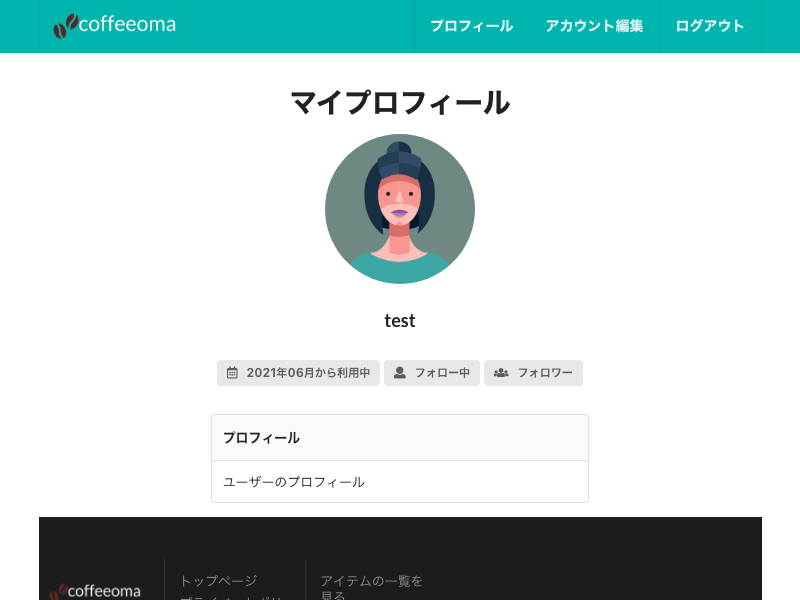 coffeeoma
プロフィール
アカウント編集
ログアウト
マイプロフィール
test
2021年06月から利用中
フォロー中
フォロワー
プロフィール
ユーザーのプロフィール
coffeeoma
トップページ
アイテムの一覧を
見る